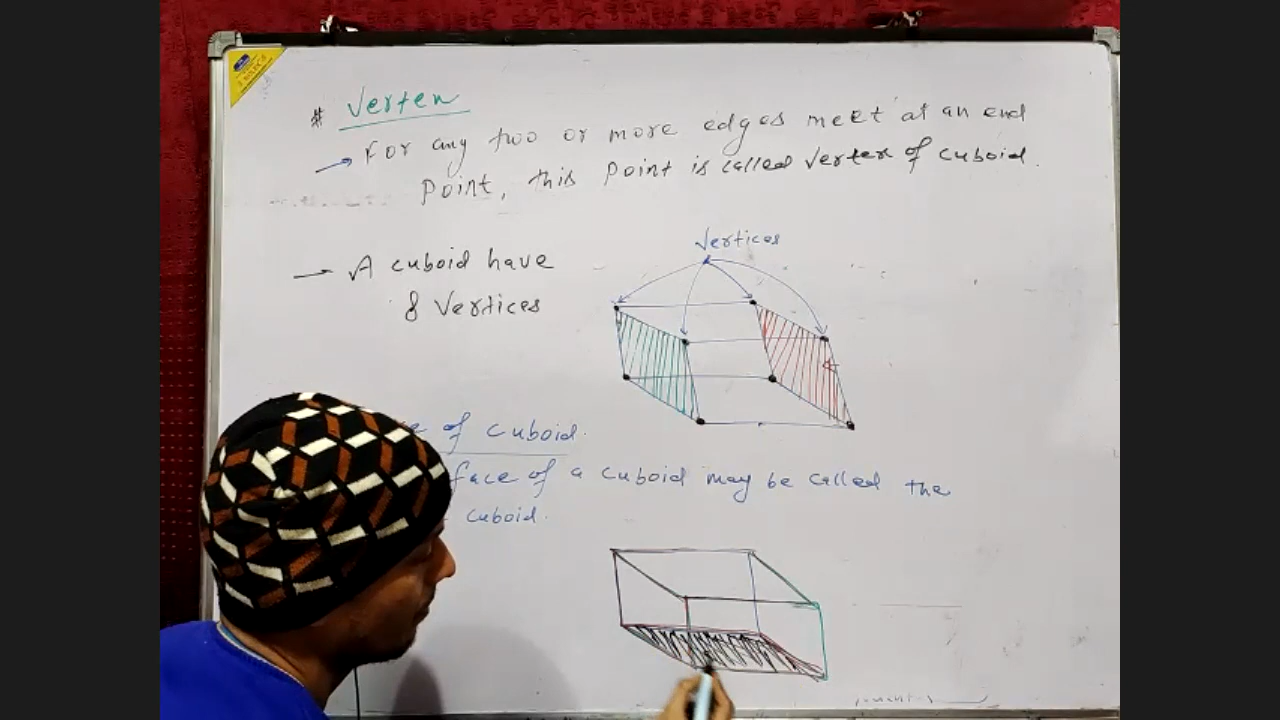 # Verten
→ For any two or more edges meet at an end
point, this point is called vertex of cuboid.
Vertices
→ A cuboid have
8 vertices
of cuboid.
face of a cuboid may be called the
cuboid.